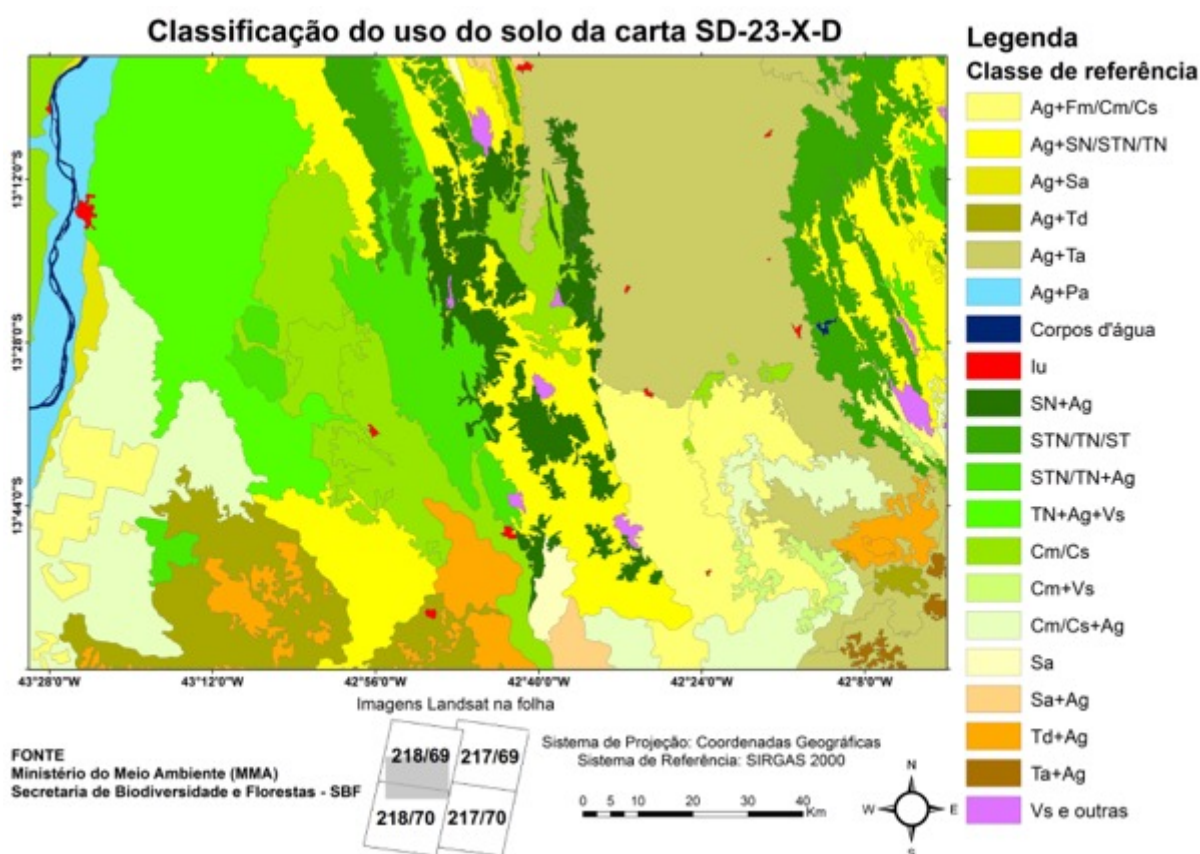 Classificação do uso do solo da carta SD-23-X-D
Legenda
Classe de referência
Ag+Fm/Cm/Cs
Ag+SN/STN/TN
Ag+Sa
Ag+Td
Ag+Ta
Ag+Pa
Corpos d'água
Iu
SN+Ag
STN/TN/ST
STN/TN+Ag
TN+Ag+Vs
Cm/Cs
Cm+Vs
Cm/Cs+Ag
Sa
Sa+Ag
Td+Ag
Ta+Ag
Vs e outras
13°12'0"S
13°28'0"S
13°44'0"S
43°28'0"W
43°12'0"W
42°56'0"W
42°40'0"W
42°24'0"W
42°8'0"W
Imagens Landsat na folha
218/69
217/69
218/70
217/70
FONTE
Ministério do Meio Ambiente (MMA)
Secretaria de Biodiversidade e Florestas - SBF
Sistema de Projeção: Coordenadas Geográficas
Sistema de Referência: SIRGAS 2000
0 5 10 20 30 40
Km
N
W E
S